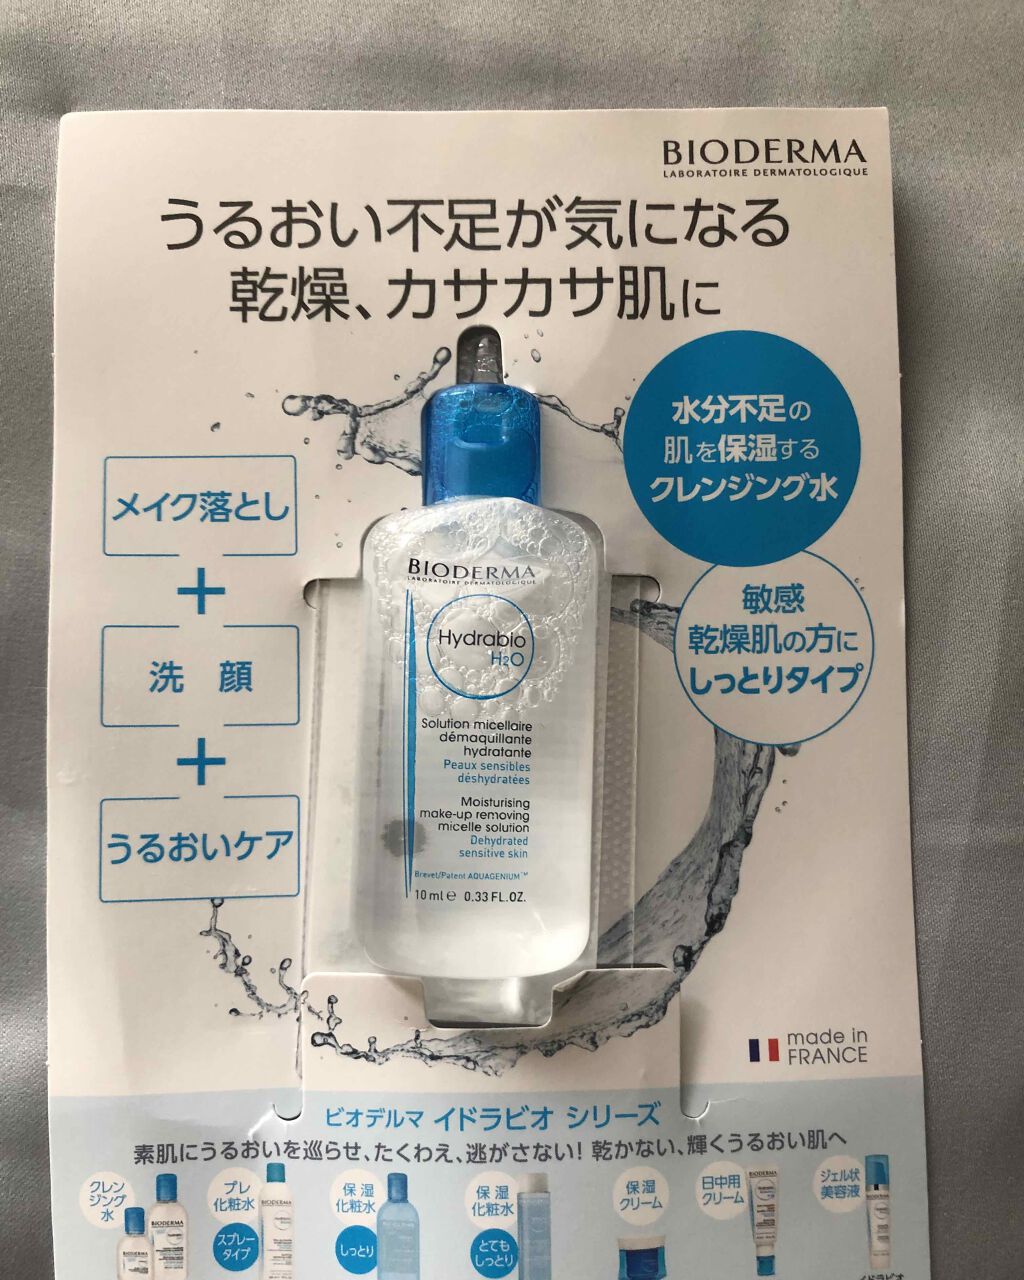 BIODERMA
LABORATOIRE DERMATOLOGIQUE
うるおい不足が気になる
乾燥、カサカサ肌に
水分不足の
肌を保湿する
クレンジング水
敏感
乾燥肌の方に
しっとりタイプ
メイク落とし
+
洗 顔
+
うるおいケア
BIODERMA
LABORATOIRE DERMATOLOGIQUE
Hydrabio
H2O
Solution micellaire
démaquillante
hydratante
Peaux sensibles
déshydratées
Moisturising
make-up removing
micelle solution
Dehydrated
sensitive skin
Brevet/Patent AQUAGENIUM™
10 ml ℮ 0.33 FL.OZ.
made in
FRANCE
ビオデルマ イドラビオ シリーズ
素肌にうるおいを巡らせ、たくわえ、逃がさない! 乾かない、輝くうるおい肌へ
クレン
ジング
水
BIODERMA
BIODERMA
プレ
化粧水
スプレー
タイプ
BIODERMA
保湿
化粧水
しっとり
保湿
化粧水
とても
しっとり
保湿
クリーム
日中用
クリーム
BIODERMA
ジェル状
美容液
イドラビオ